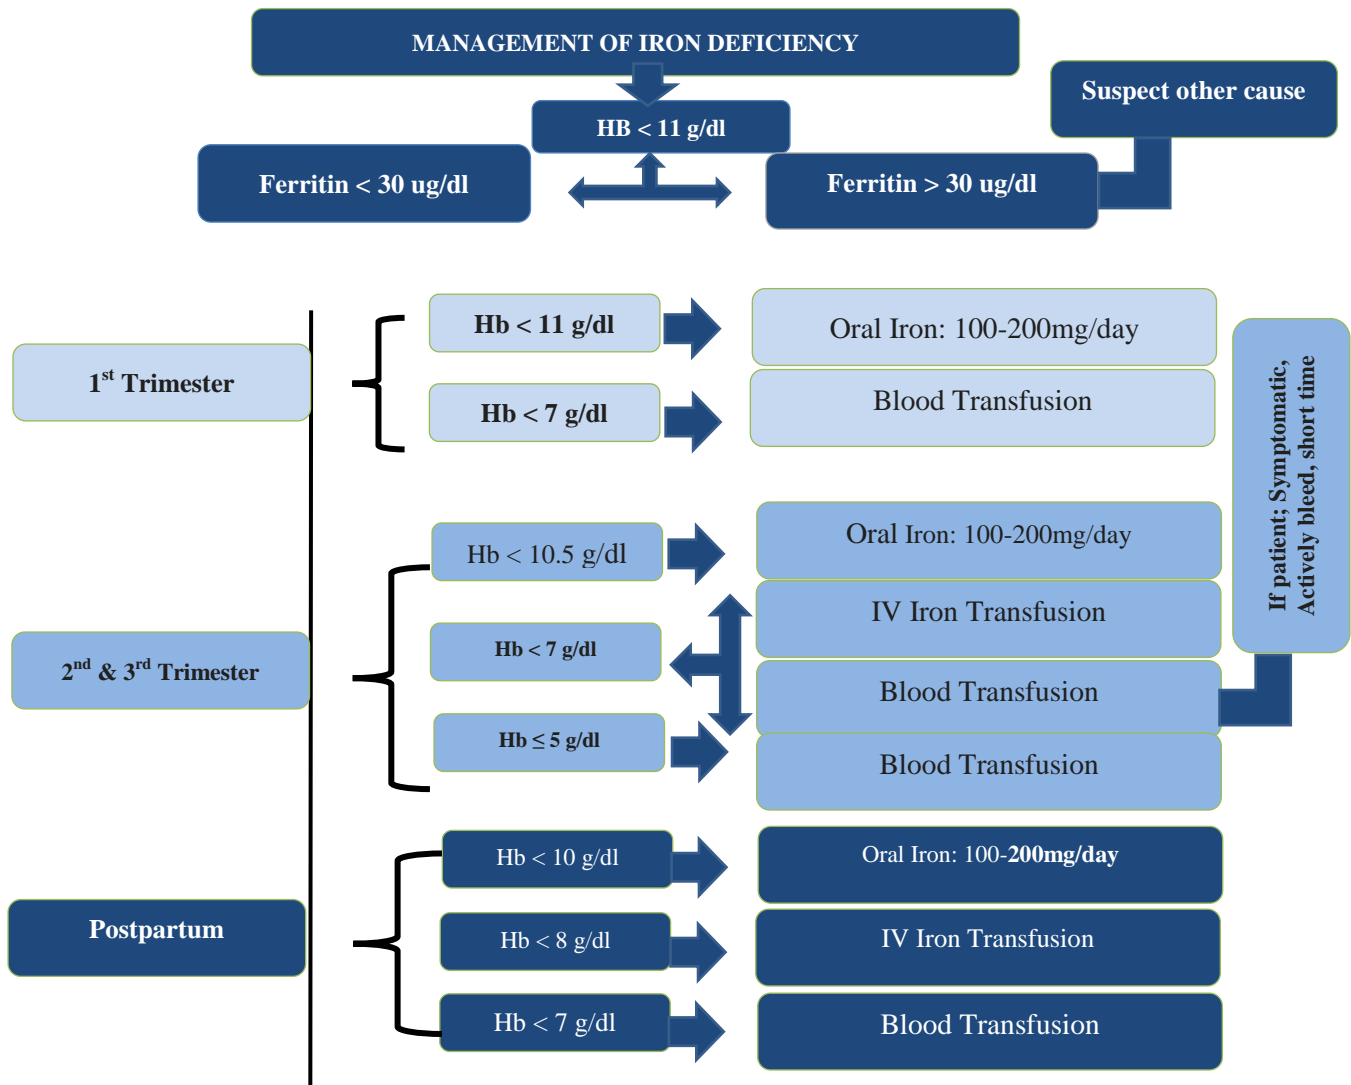 MANAGEMENT OF IRON DEFICIENCY
Suspect other cause
HB < 11 g/dl
Ferritin < 30 ug/dl
Ferritin > 30 ug/dl
1st Trimester
Hb < 11 g/dl
Oral Iron: 100-200mg/day
Hb < 7 g/dl
Blood Transfusion
If patient; Symptomatic,
Actively bleed, short time
2nd & 3rd Trimester
Hb < 10.5 g/dl
Oral Iron: 100-200mg/day
Hb < 7 g/dl
IV Iron Transfusion
Blood Transfusion
Hb ≤ 5 g/dl
Blood Transfusion
Postpartum
Hb < 10 g/dl
Oral Iron: 100-200mg/day
Hb < 8 g/dl
IV Iron Transfusion
Hb < 7 g/dl
Blood Transfusion